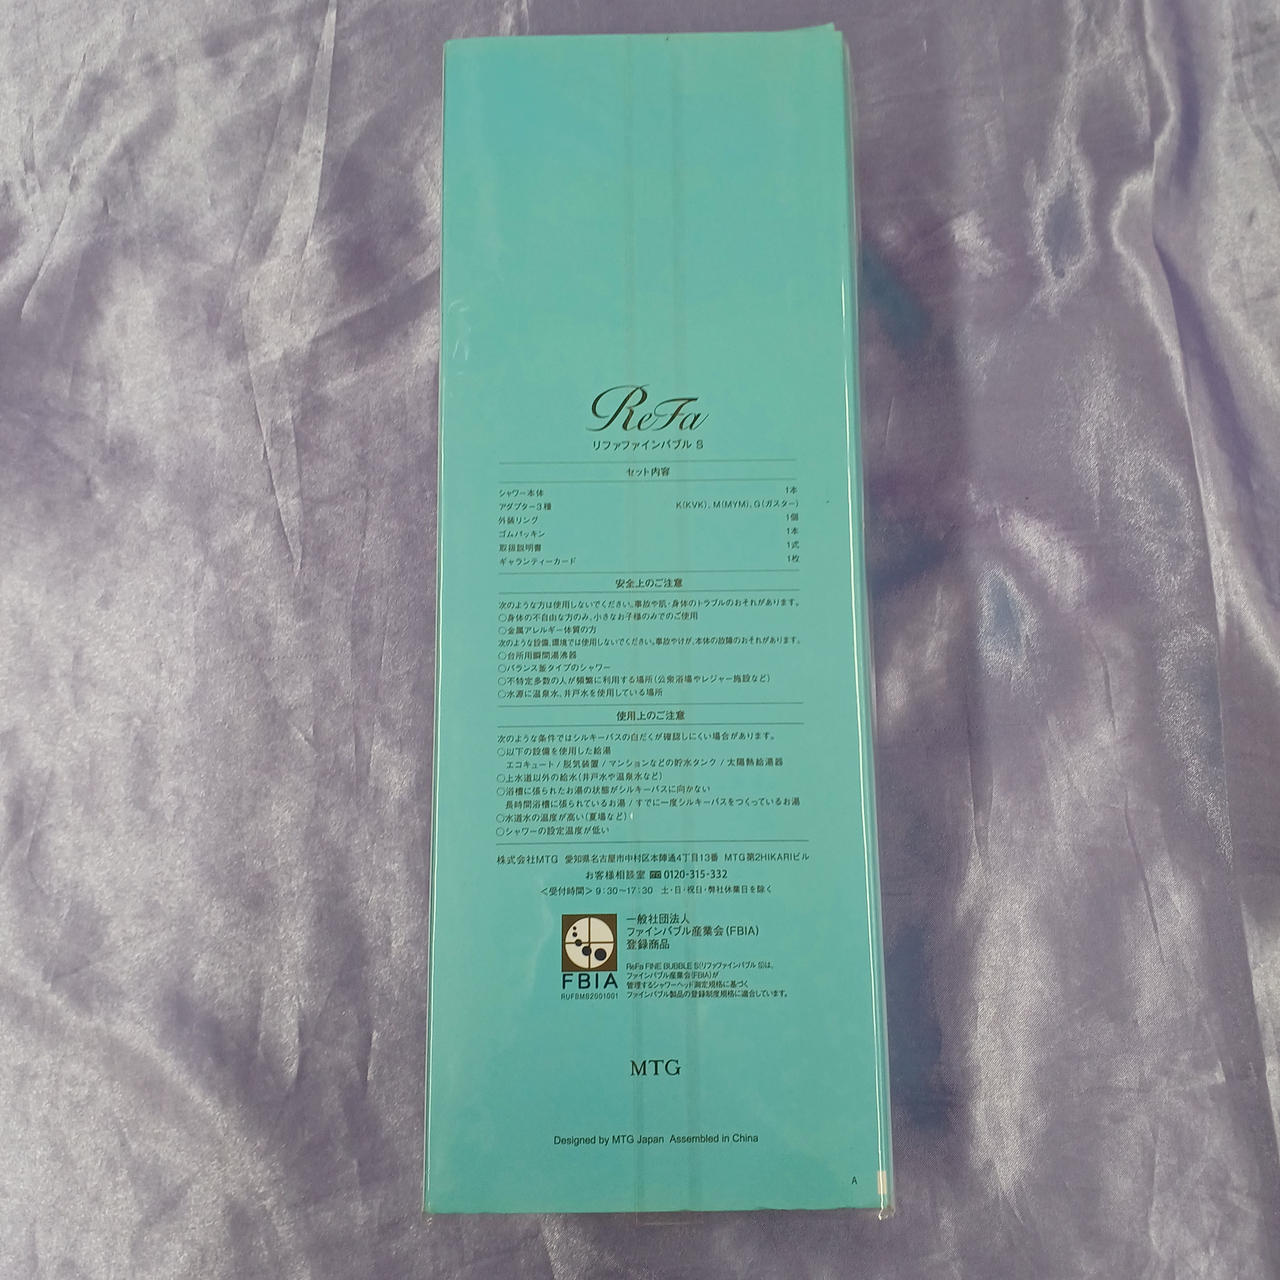 ReFa
リファファインバブル S
セット内容
シャワー本体 1本
アダプター3種 K(KVK)、M(MYM)、G(ガスター)
外装リング 1個
ゴムパッキン 1本
取扱説明書 1式
ギャランティーカード 1枚
安全上のご注意
次のような方は使用しないでください。事故や肌・身体のトラブルのおそれがあります。
○身体の不自由な方のみ、小さなお子様のみでのご使用
○金属アレルギー体質の方
次のような設備、環境では使用しないでください。事故やけが、本体の故障のおそれがあります。
○台所用瞬間湯沸器
○バランス釜タイプのシャワー
○不特定多数の人が頻繁に利用する場所(公衆浴場やレジャー施設など)
○水源に温泉水、井戸水を使用している場所
使用上のご注意
次のような条件ではシルキーバスの白だくが確認しにくい場合があります。
○以下の設備を使用した給湯
エコキュート / 脱気装置 / マンションなどの貯水タンク / 太陽熱給湯器
○上水道以外の給水(井戸水や温泉水など)
○浴槽に張られたお湯の状態がシルキーバスに向かない
長時間浴槽に張られているお湯 / すでに一度シルキーバスをつくっているお湯
○水道水の温度が高い(夏場など)
○シャワーの設定温度が低い
株式会社MTG 愛知県名古屋市中村区本陣通4丁目13番 MTG第2HIKARIビル
お客様相談室 0120-315-332
<受付時間> 9:30〜17:30 土・日・祝日・弊社休業日を除く
一般社団法人
ファインバブル産業会(FBIA)
登録商品
FBIA
RUFBMS2001001
ReFa FINE BUBBLE S(リファファインバブル S)は、
ファインバブル産業会(FBIA)が
管理するシャワーヘッド測定規格に基づく
ファインバブル製品の登録制度規格に適合しています。
MTG
Designed by MTG Japan Assembled in China
A